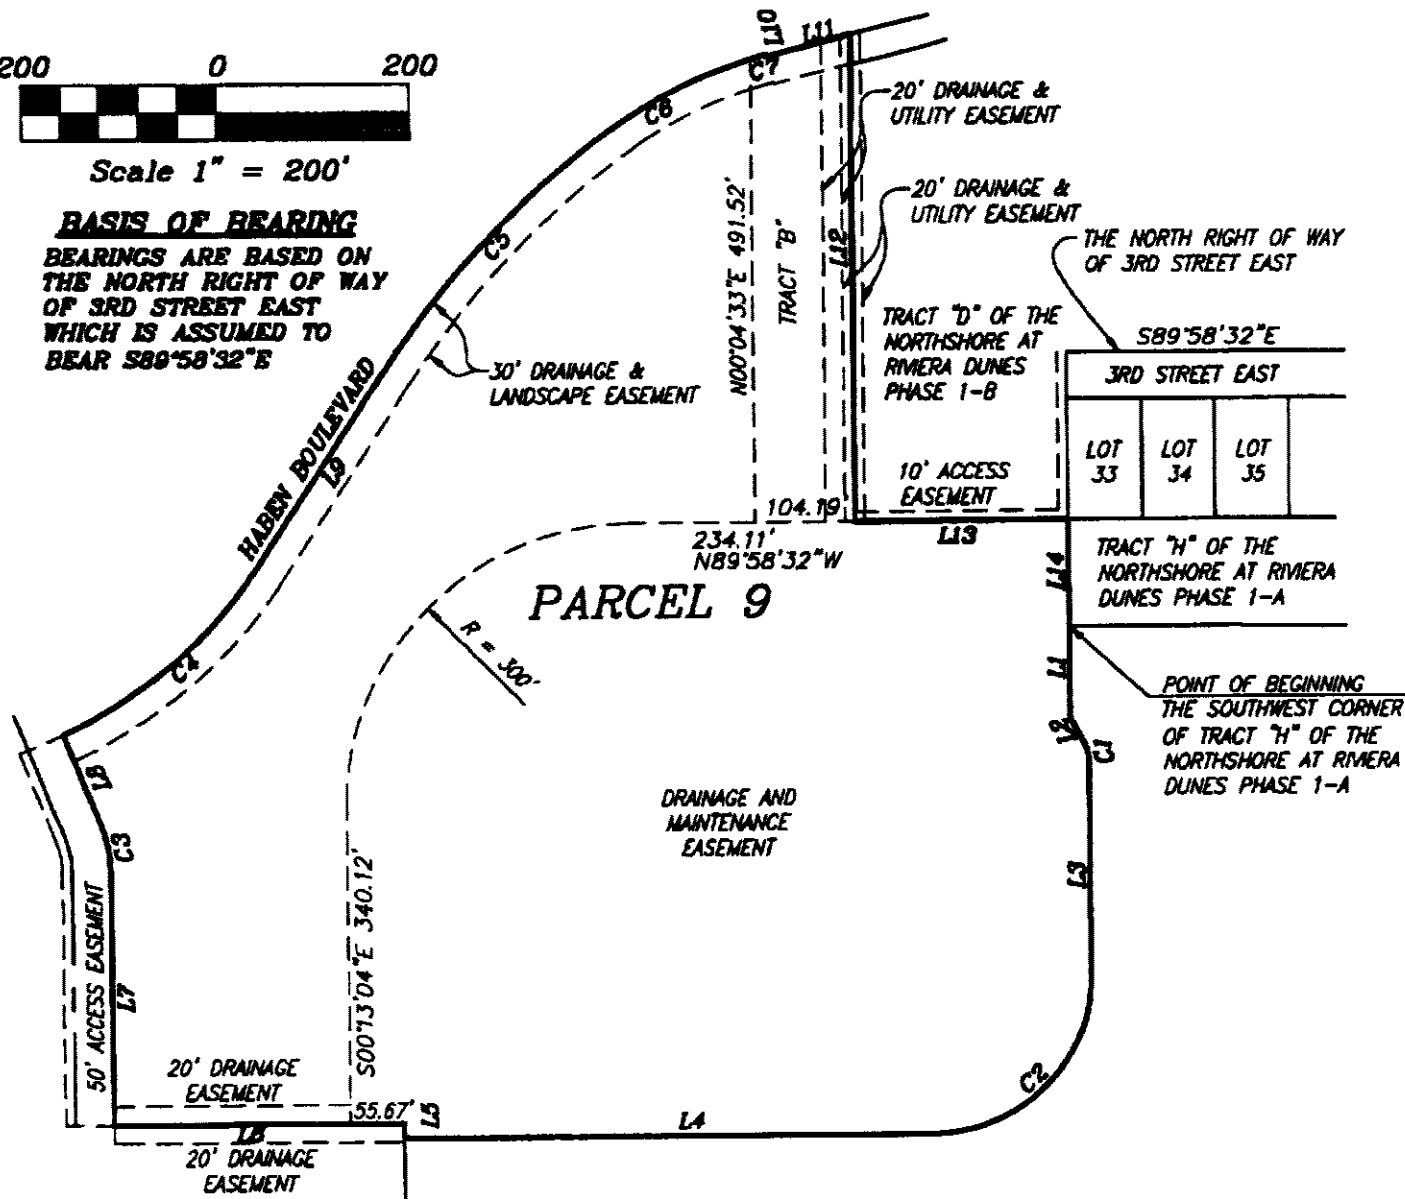 200 0 200
Scale 1" = 200'
BASIS OF BEARING
BEARINGS ARE BASED ON
THE NORTH RIGHT OF WAY
OF 3RD STREET EAST
WHICH IS ASSUMED TO
BEAR S89°58'32"E
L10
L11
C7
C6
C5
20' DRAINAGE &
UTILITY EASEMENT
20' DRAINAGE &
UTILITY EASEMENT
N00°04'33"E 491.52'
TRACT "B"
L12
THE NORTH RIGHT OF WAY
OF 3RD STREET EAST
S89°58'32"E
3RD STREET EAST
TRACT "D" OF THE
NORTHSHORE AT
RIVIERA DUNES
PHASE 1-B
30' DRAINAGE &
LANDSCAPE EASEMENT
HABEN BOULEVARD
L9
LOT
33
LOT
34
LOT
35
10' ACCESS
EASEMENT
104.19'
L13
234.11'
N89°58'32"W
TRACT "H" OF THE
NORTHSHORE AT RIVIERA
DUNES PHASE 1-A
L14
PARCEL 9
R = 300'
C4
L1
POINT OF BEGINNING
THE SOUTHWEST CORNER
OF TRACT "H" OF THE
NORTHSHORE AT RIVIERA
DUNES PHASE 1-A
L2
C1
L8
C3
DRAINAGE AND
MAINTENANCE
EASEMENT
L3
50' ACCESS EASEMENT
L7
S00°13'04"E 340.12'
20' DRAINAGE
EASEMENT
55.67'
L5
L4
C2
L6
20' DRAINAGE
EASEMENT